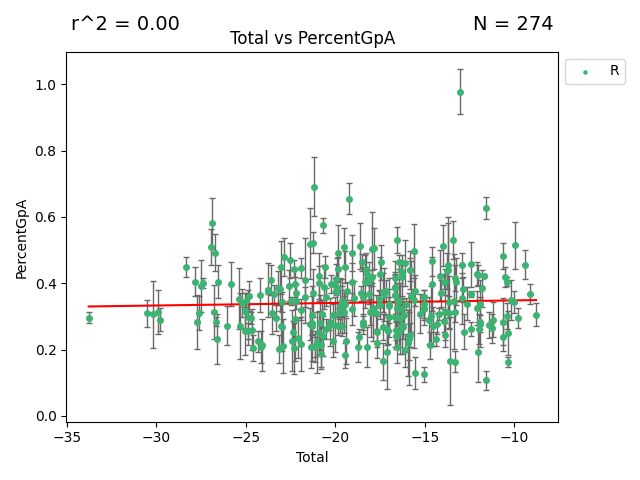 r^2 = 0.00
N = 274
Total vs PercentGpA
R
1.0
0.8
0.6
0.4
0.2
0.0
PercentGpA
−35
−30
−25
−20
−15
−10
Total